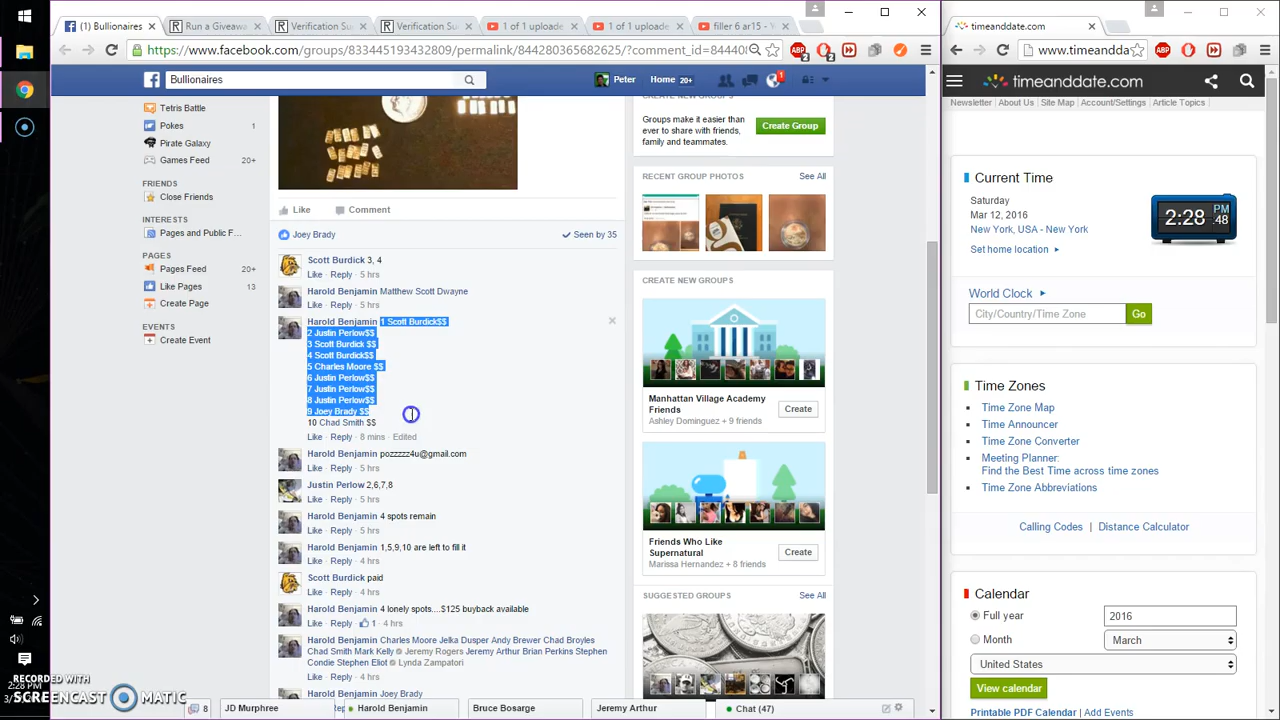 (1) Bullionaires
Run a Giveaw
Verification Su
Verification Su
1 of 1 uploade
1 of 1 uploade
filler 6 ar15 - W
timeanddate.com
https://www.facebook.com/groups/833445193432809/permalink/844280365682625/?comment_id=84440
www.timeandda
Bullionaires
Peter
Home 20+
1
timeanddate.com
Newsletter | About Us | Site Map | Account/Settings | Article Topics |
Tetris Battle
Pokes 1
Pirate Galaxy
Games Feed 20+
FRIENDS
Close Friends
INTERESTS
Pages and Public F...
PAGES
Pages Feed 20+
Like Pages 13
Create Page
EVENTS
Create Event
Like Comment
Joey Brady
Seen by 35
Scott Burdick 3, 4
Like · Reply · 5 hrs
Harold Benjamin Matthew Scott Dwayne
Like · Reply · 5 hrs
Harold Benjamin 1 Scott Burdick$$
2 Justin Perlow$$
3 Scott Burdick $$
4 Scott Burdick$$
5 Charles Moore $$
6 Justin Perlow$$
7 Justin Perlow$$
8 Justin Perlow$$
9 Joey Brady $$
10 Chad Smith $$
Like · Reply · 8 mins · Edited
Harold Benjamin pozzzzz4u@gmail.com
Like · Reply · 5 hrs
Justin Perlow 2,6,7,8
Like · Reply · 5 hrs
Harold Benjamin 4 spots remain
Like · Reply · 5 hrs
Harold Benjamin 1,5,9,10 are left to fill it
Like · Reply · 4 hrs
Scott Burdick paid
Like · Reply · 4 hrs
Harold Benjamin 4 lonely spots....$125 buyback available
Like · Reply · 1 · 4 hrs
Harold Benjamin Charles Moore Jelka Dusper Andy Brewer Chad Broyles
Chad Smith Mark Kelly Jeremy Rogers Jeremy Arthur Brian Perkins Stephen
Condie Stephen Eliot Lynda Zampatori
Like · Reply · 4 hrs
Harold Benjamin Joey Brady
CREATE NEW GROUPS
Groups make it easier than
ever to share with friends,
family and teammates.
Create Group
RECENT GROUP PHOTOS See All
CREATE NEW GROUPS
Manhattan Village Academy
Friends
Ashley Dominguez + 9 friends
Create
Friends Who Like
Supernatural
Marissa Hernandez + 8 friends
Create
SUGGESTED GROUPS See All
8
JD Murphree
Harold Benjamin
Bruce Bosarge
Jeremy Arthur
Chat (47)
Current Time
Saturday
Mar 12, 2016
New York, USA - New York
Set home location
2:28 PM .48
World Clock
City/Country/Time Zone
Go
Time Zones
Time Zone Map
Time Announcer
Time Zone Converter
Meeting Planner:
Find the Best Time across time zones
Time Zone Abbreviations
Calling Codes | Distance Calculator
Calendar
Full year 2016
Month March
United States
View calendar
Printable PDF Calendar | Add Events
RECORDED WITH
SCREENCAST MATIC
2:28 PM